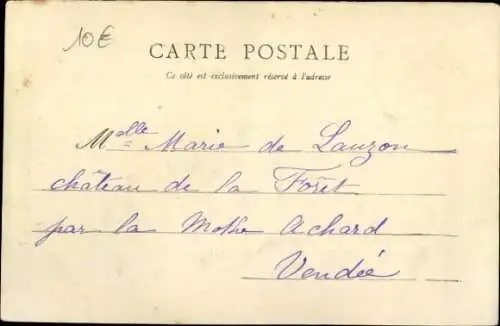 10€
CARTE POSTALE
Ce côté est exclusivement réservé à l'adresse
Melle Marie de Lauzon
château de la Forêt
par la Mothe Achard
Vendée